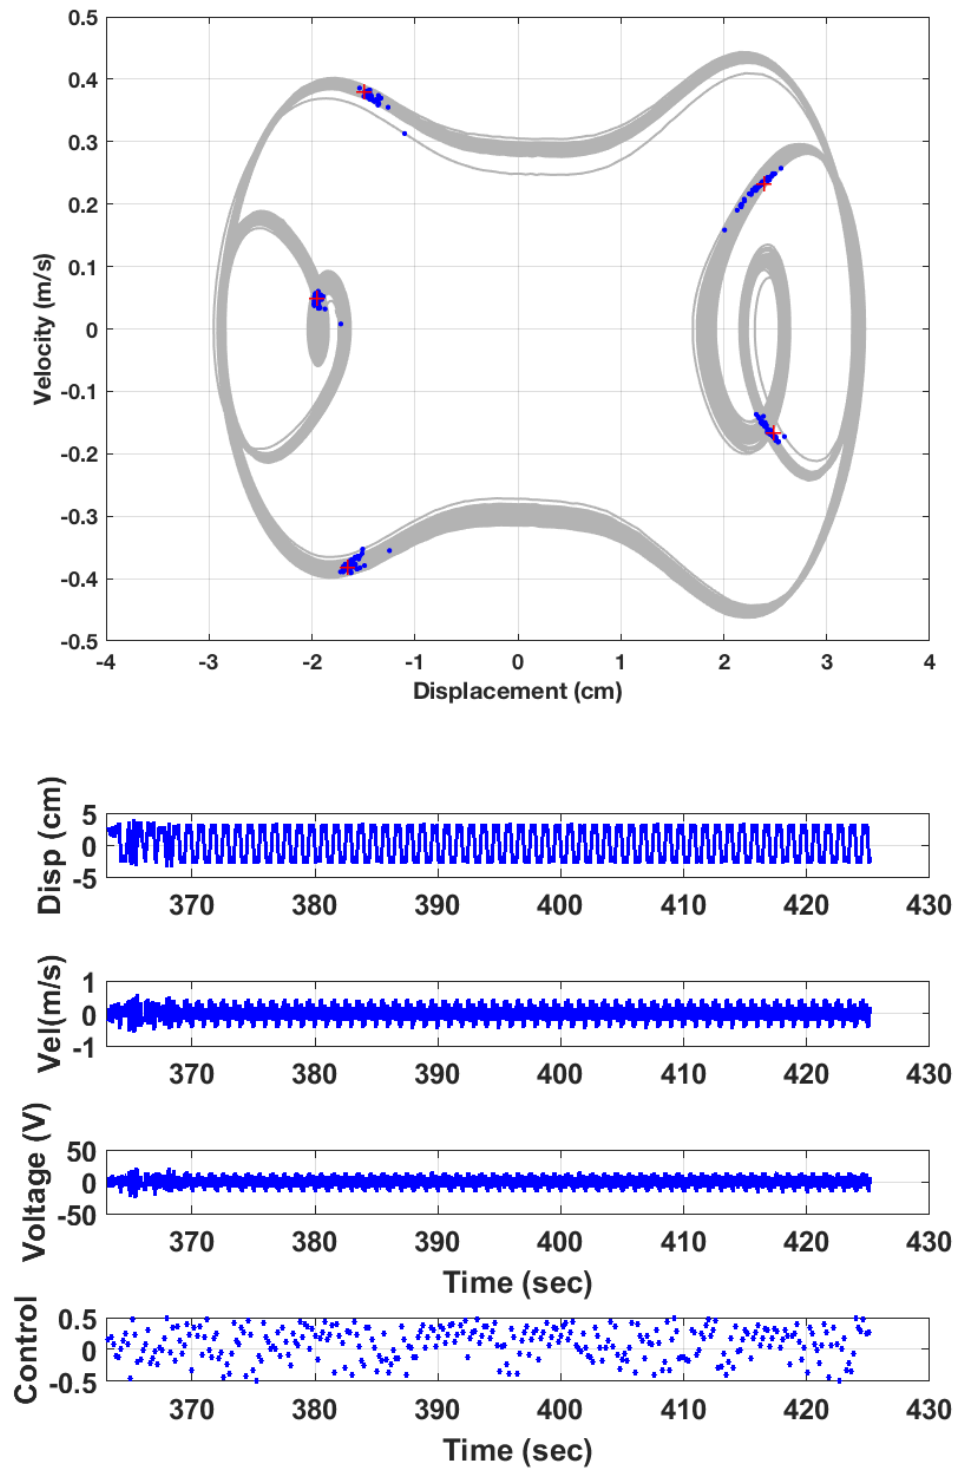 0.5
0.4
0.3
0.2
0.1
0
-0.1
-0.2
-0.3
-0.4
-0.5
Velocity (m/s)
-4 -3 -2 -1 0 1 2 3 4
Displacement (cm)
Disp (cm)
5
0
-5
370 380 390 400 410 420 430
Vel(m/s)
1
0
-1
370 380 390 400 410 420 430
Voltage (V)
50
0
-50
370 380 390 400 410 420 430
Time (sec)
Control
0.5
0
-0.5
370 380 390 400 410 420 430
Time (sec)